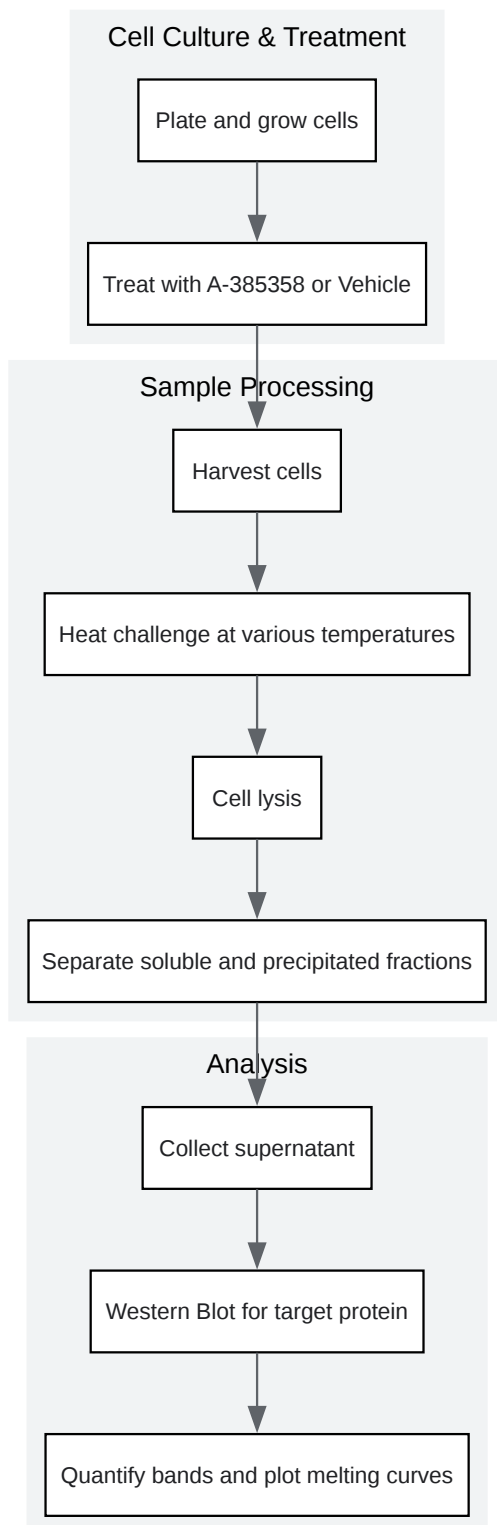 Cell Culture & Treatment
Plate and grow cells
Treat with A-385358 or Vehicle
Sample Processing
Harvest cells
Heat challenge at various temperatures
Cell lysis
Separate soluble and precipitated fractions
Analysis
Collect supernatant
Western Blot for target protein
Quantify bands and plot melting curves